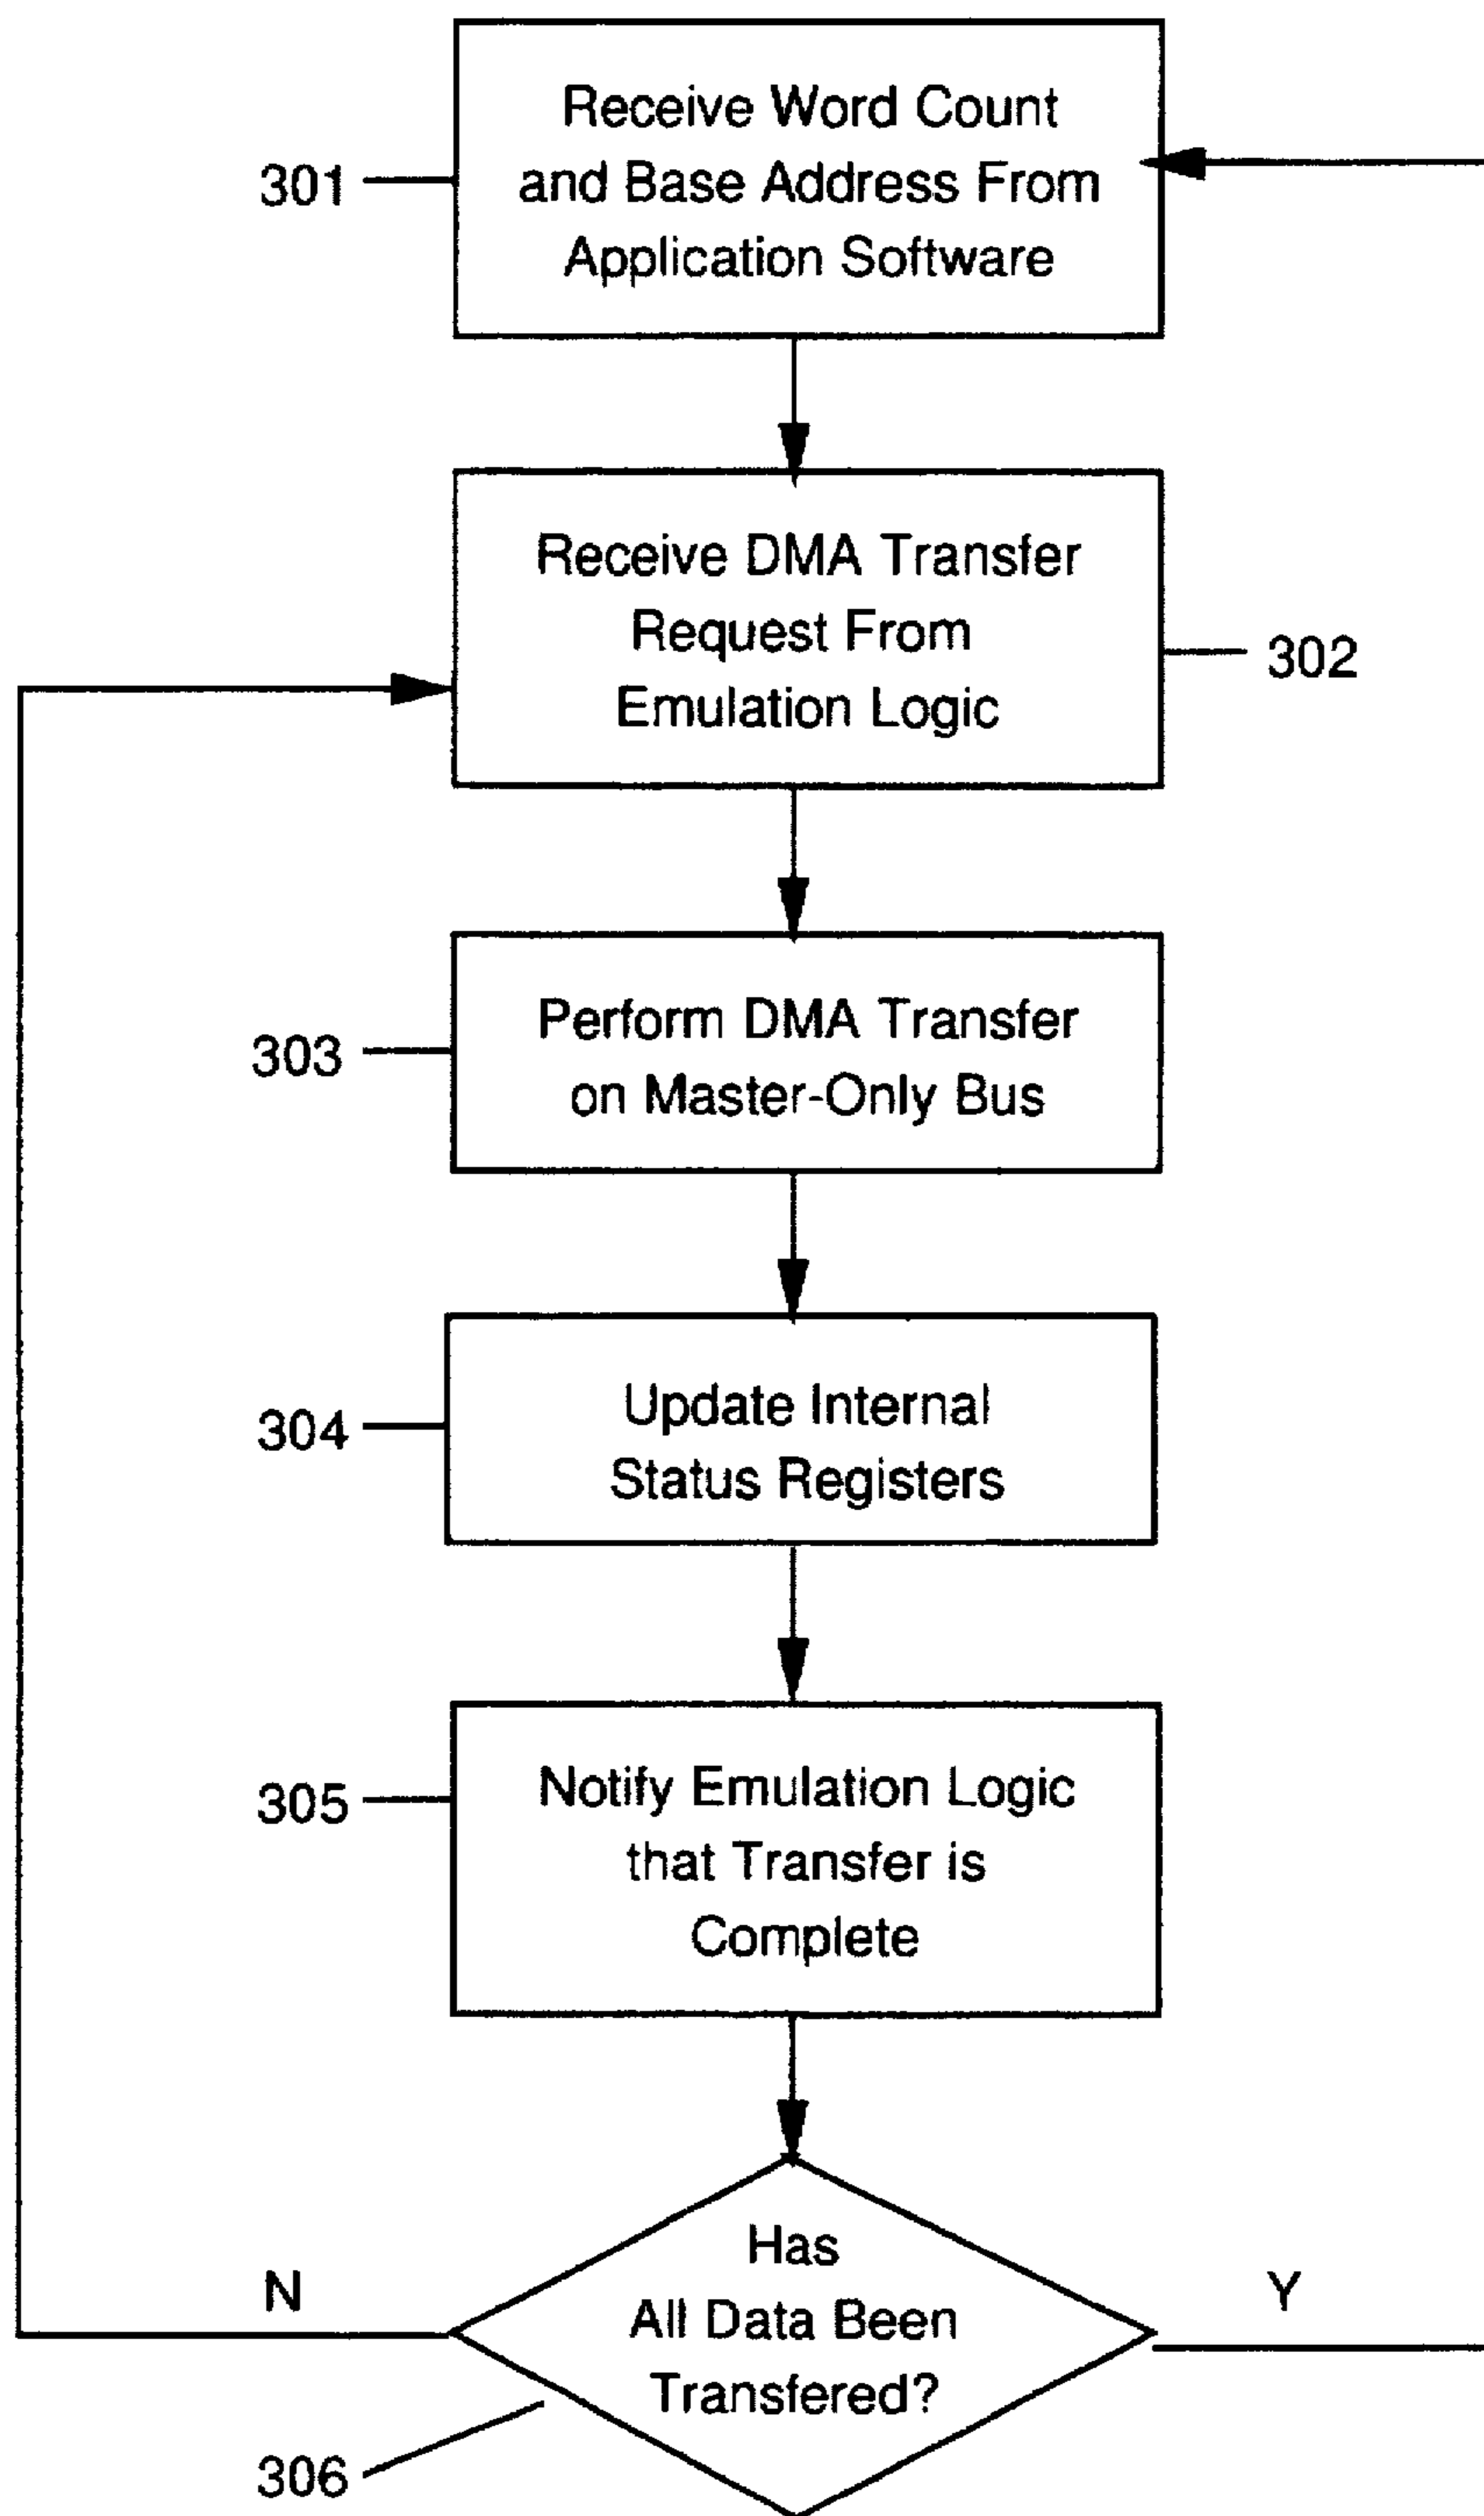 Receive Word Count
and Base Address From
Application Software
301
Receive DMA Transfer
Request From
Emulation Logic
302
Perform DMA Transfer
on Master-Only Bus
303
Update Internal
Status Registers
304
Notify Emulation Logic
that Transfer is
Complete
305
Has
All Data Been
Transfered?
N
Y
306